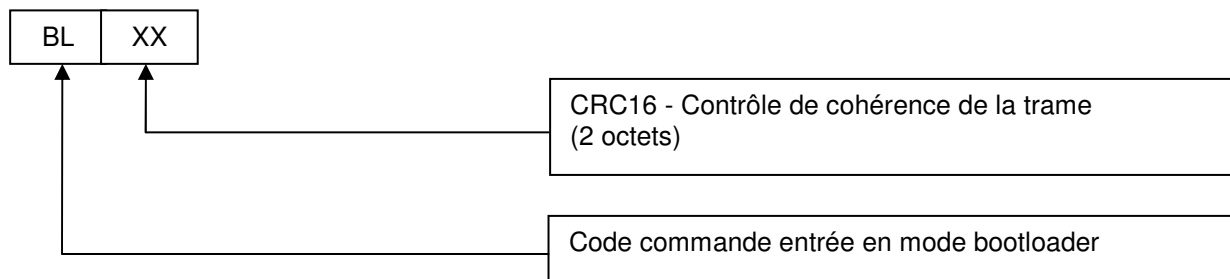 BL XX
CRC16 - Contrôle de cohérence de la trame
(2 octets)
Code commande entrée en mode bootloader